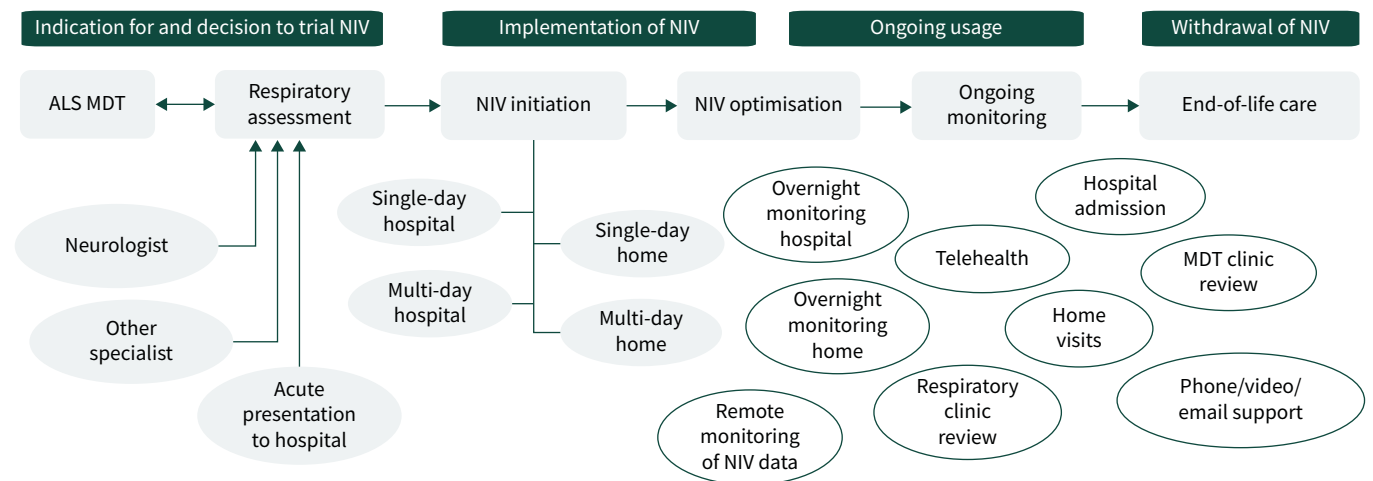 Indication for and decision to trial NIV
Implementation of NIV
Ongoing usage
Withdrawal of NIV
ALS MDT
Respiratory
assessment
NIV initiation
NIV optimisation
Ongoing
monitoring
End-of-life care
Neurologist
Other
specialist
Acute
presentation
to hospital
Single-day
hospital
Single-day
home
Multi-day
hospital
Multi-day
home
Overnight
monitoring
hospital
Hospital
admission
Telehealth
MDT clinic
review
Overnight
monitoring
home
Home
visits
Remote
monitoring
of NIV data
Respiratory
clinic
review
Phone/video/
email support